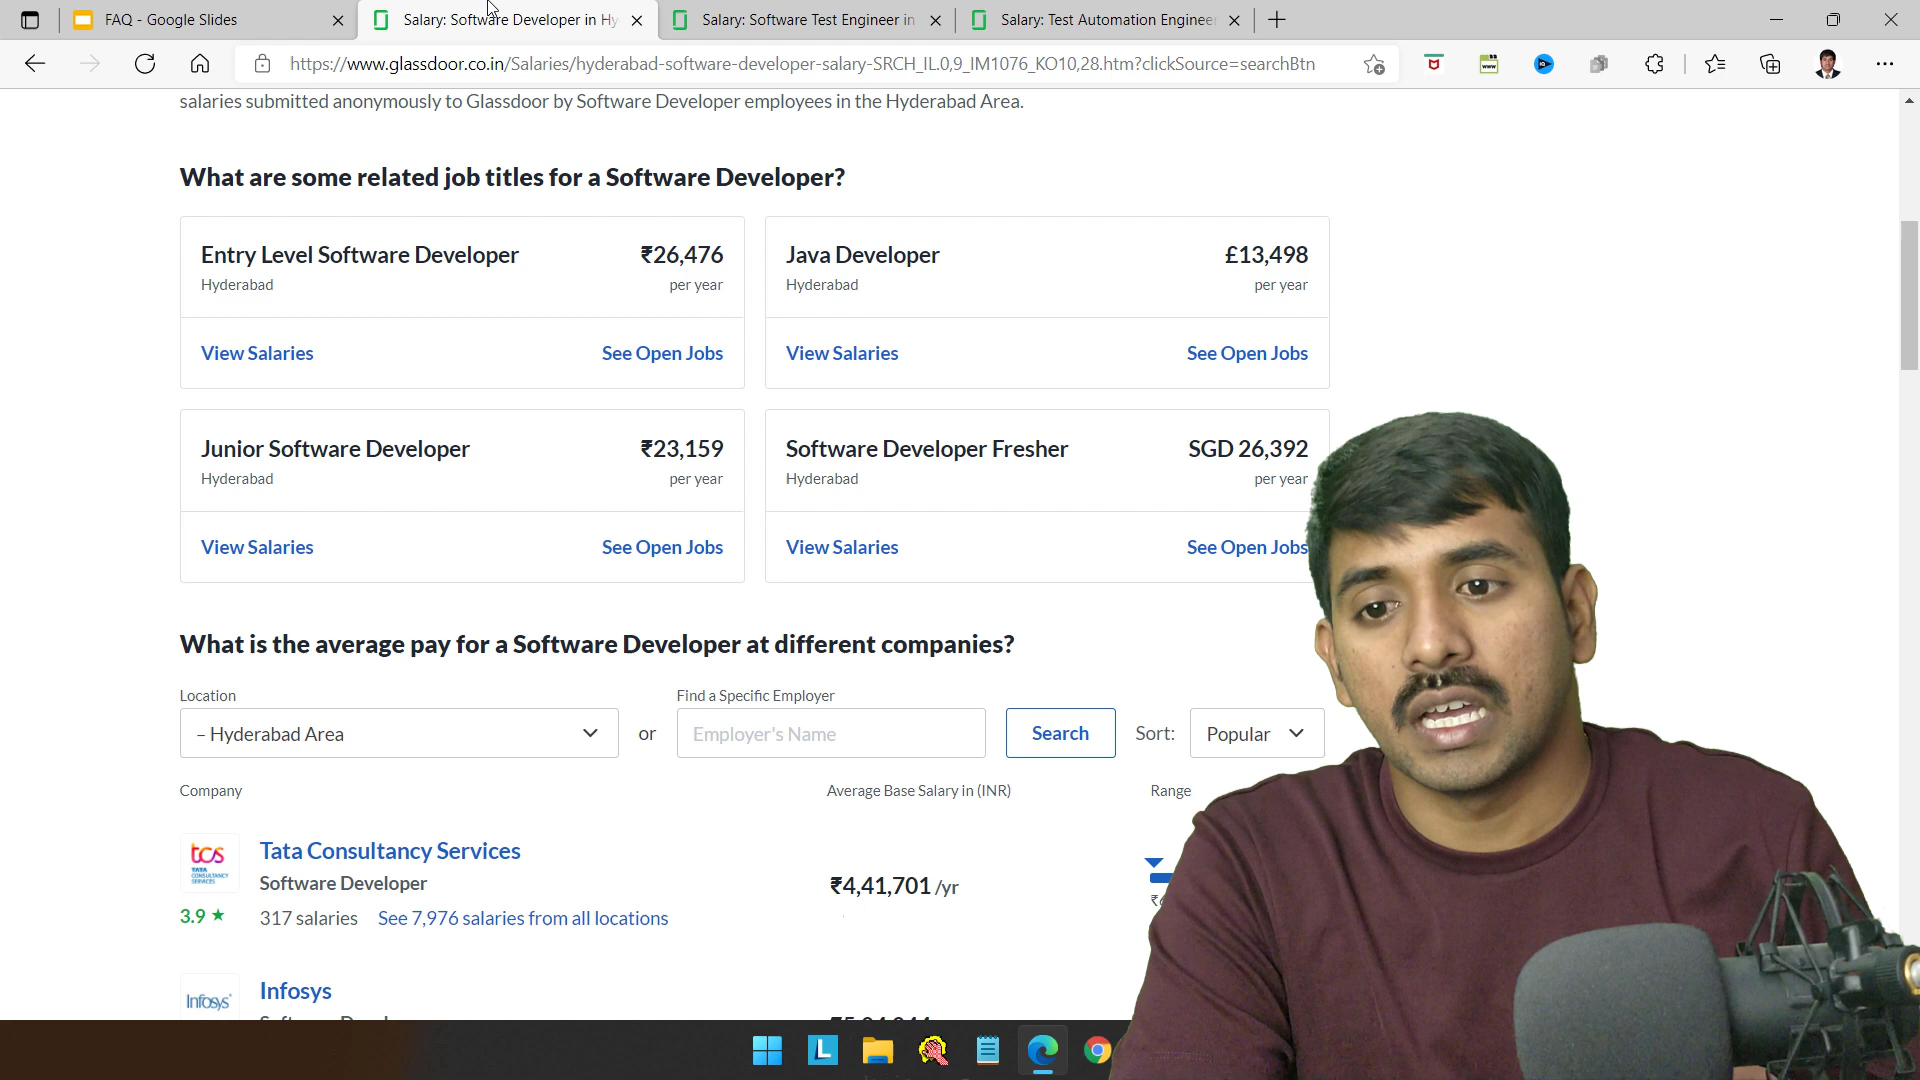 FAQ - Google Slides
Salary: Software Developer in Hy
Salary: Software Test Engineer in
Salary: Test Automation Engineer
https://www.glassdoor.co.in/Salaries/hyderabad-software-developer-salary-SRCH_IL.0,9_IM1076_KO10,28.htm?clickSource=searchBtn
salaries submitted anonymously to Glassdoor by Software Developer employees in the Hyderabad Area.
What are some related job titles for a Software Developer?
Entry Level Software Developer
₹26,476
Hyderabad
per year
View Salaries
See Open Jobs
Java Developer
£13,498
Hyderabad
per year
View Salaries
See Open Jobs
Junior Software Developer
₹23,159
Hyderabad
per year
View Salaries
See Open Jobs
Software Developer Fresher
SGD 26,392
Hyderabad
per year
View Salaries
See Open Jobs
What is the average pay for a Software Developer at different companies?
Location
– Hyderabad Area
or
Find a Specific Employer
Employer's Name
Search
Sort:
Popular
Company
Average Base Salary in (INR)
Range
tcs
TATA
CONSULTANCY
SERVICES
Tata Consultancy Services
Software Developer
₹4,41,701 /yr
3.9 ★
317 salaries
See 7,976 salaries from all locations
Infosys
Infosys